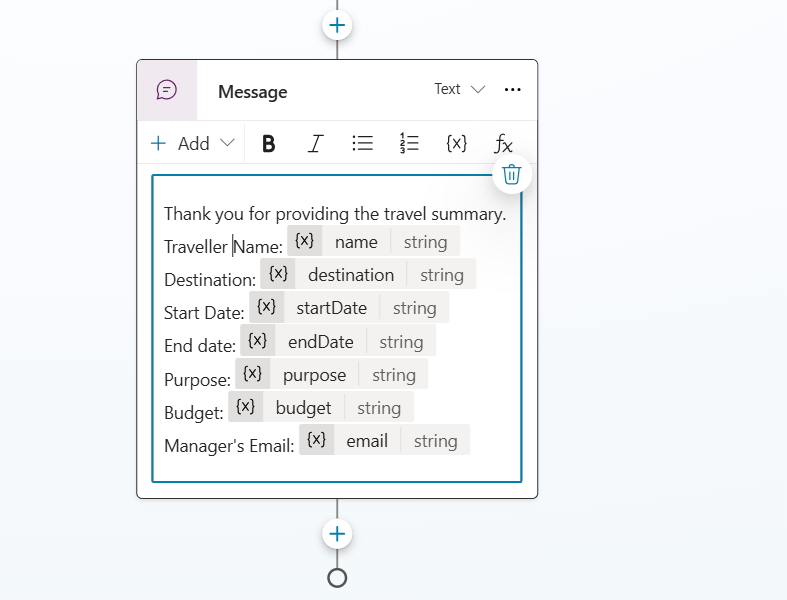 Message
Text
Add B I {x} fx
Thank you for providing the travel summary.
Traveller Name: {x} name string
Destination: {x} destination string
Start Date: {x} startDate string
End date: {x} endDate string
Purpose: {x} purpose string
Budget: {x} budget string
Manager's Email: {x} email string